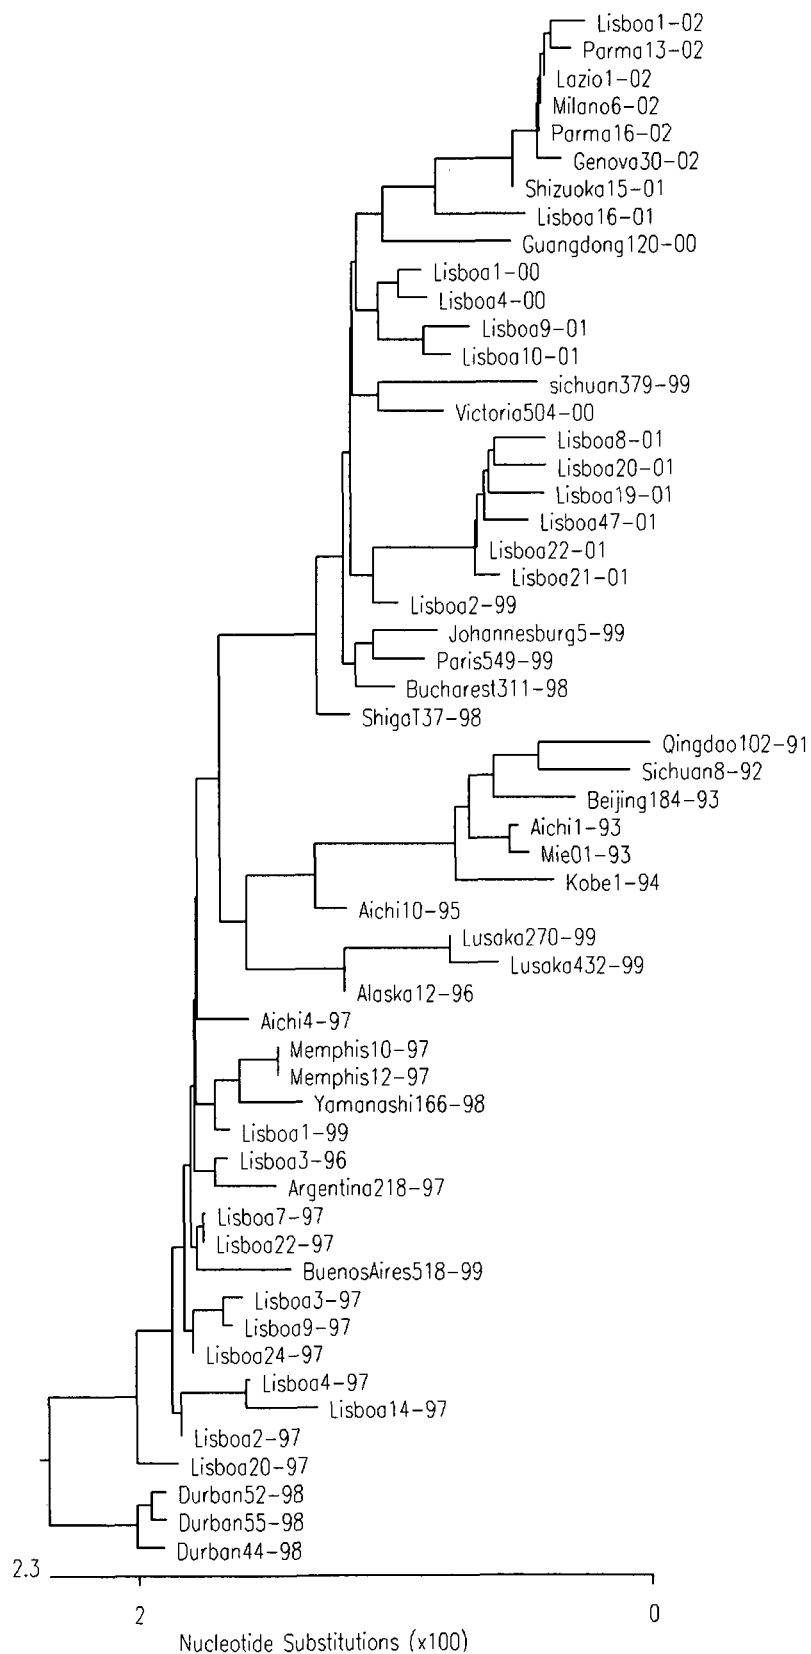 Lisboa1-02
Parma13-02
Lazio1-02
Milano6-02
Parma16-02
Genova30-02
Shizuoka15-01
Lisboa16-01
Guangdong120-00
Lisboa1-00
Lisboa4-00
Lisboa9-01
Lisboa10-01
sichuan379-99
Victoria504-00
Lisboa8-01
Lisboa20-01
Lisboa19-01
Lisboa47-01
Lisboa22-01
Lisboa21-01
Lisboa2-99
Johannesburg5-99
Paris549-99
Bucharest311-98
ShigaT37-98
Qingdao102-91
Sichuan8-92
Beijing184-93
Aichi1-93
Mie01-93
Kobe1-94
Aichi10-95
Lusaka270-99
Lusaka432-99
Alaska12-96
Aichi4-97
Memphis10-97
Memphis12-97
Yamanashi166-98
Lisboa1-99
Lisboa3-96
Argentina218-97
Lisboa7-97
Lisboa22-97
BuenosAires518-99
Lisboa3-97
Lisboa9-97
Lisboa24-97
Lisboa4-97
Lisboa14-97
Lisboa2-97
Lisboa20-97
Durban52-98
Durban55-98
Durban44-98
2.3
2 0
Nucleotide Substitutions (x100)